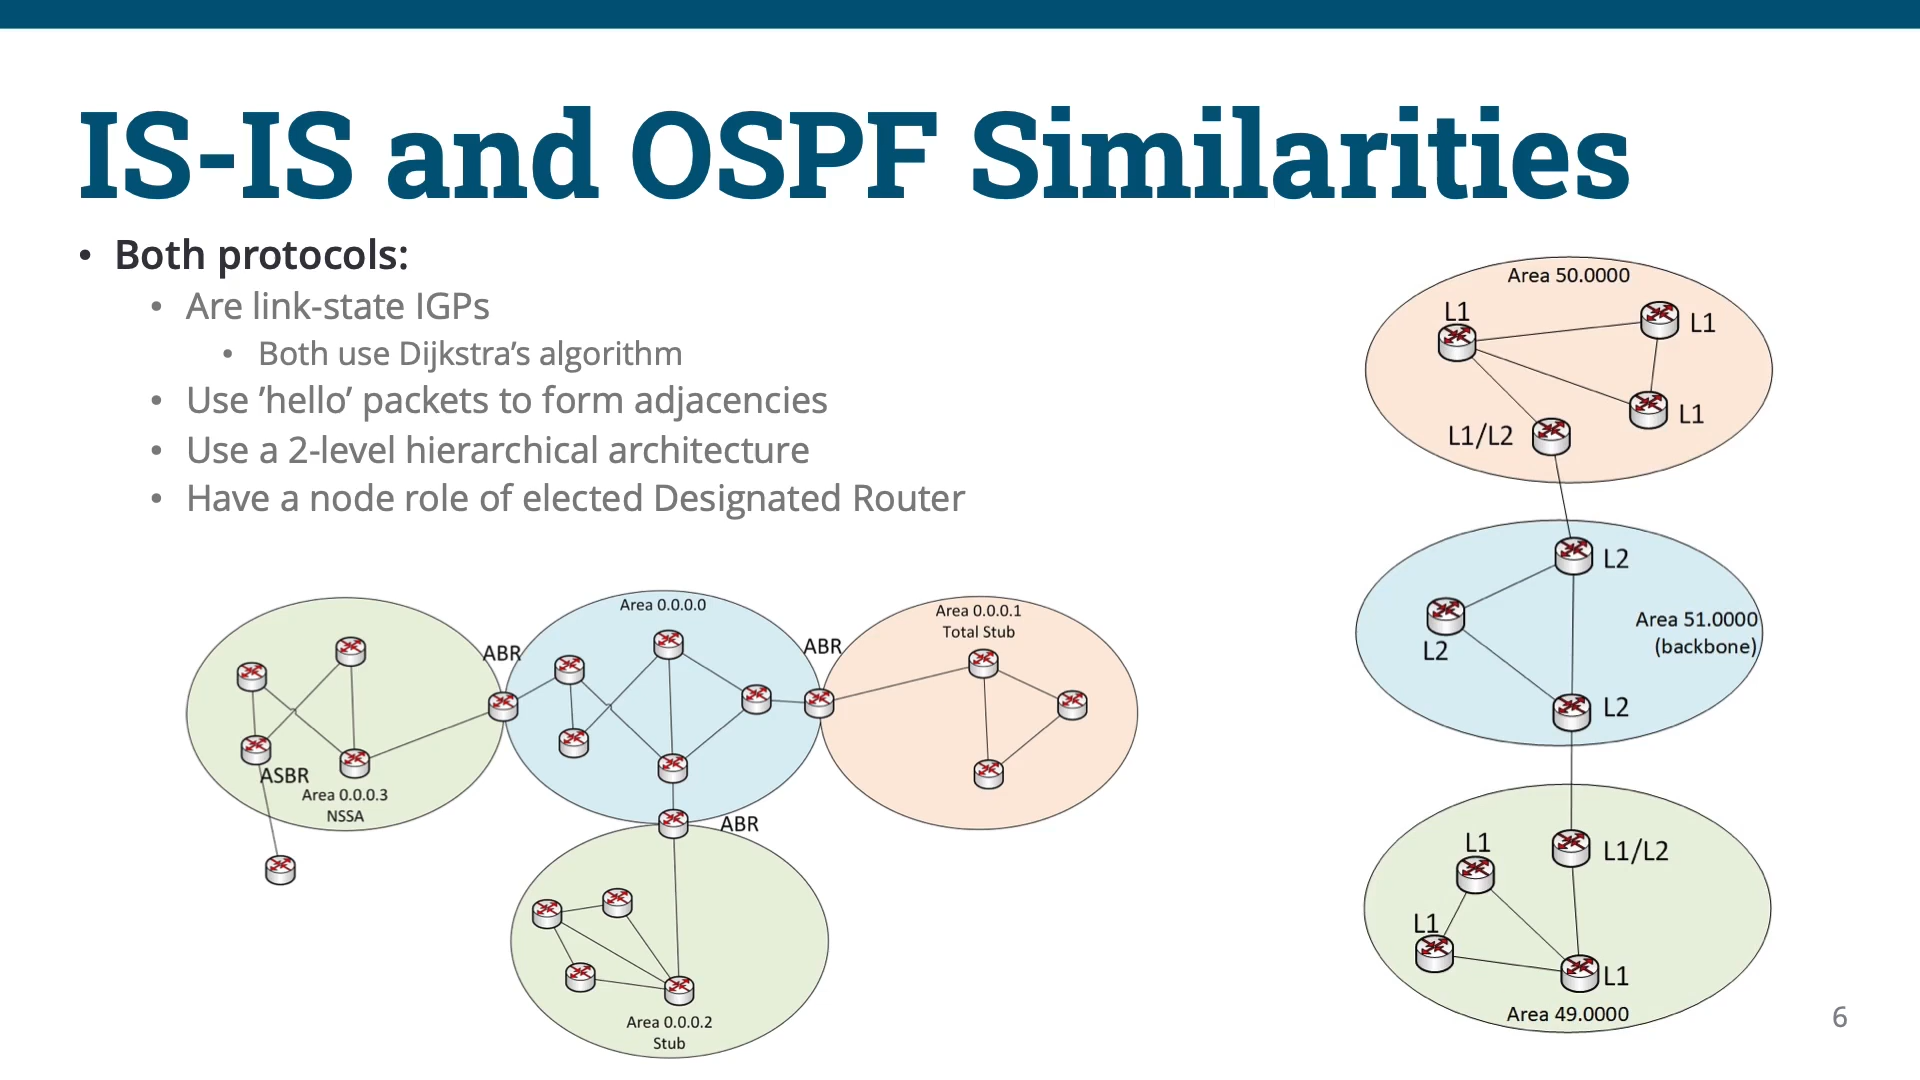 IS-IS and OSPF Similarities
• Both protocols:
• Are link-state IGPs
• Both use Dijkstra’s algorithm
• Use ’hello’ packets to form adjacencies
• Use a 2-level hierarchical architecture
• Have a node role of elected Designated Router
ASBR
Area 0.0.0.3
NSSA
ABR
Area 0.0.0.0
ABR
Area 0.0.0.1
Total Stub
ABR
Area 0.0.0.2
Stub
Area 50.0000
L1
L1
L1
L1/L2
L2
L2
Area 51.0000
(backbone)
L2
L1
L1/L2
L1
L1
Area 49.0000
6